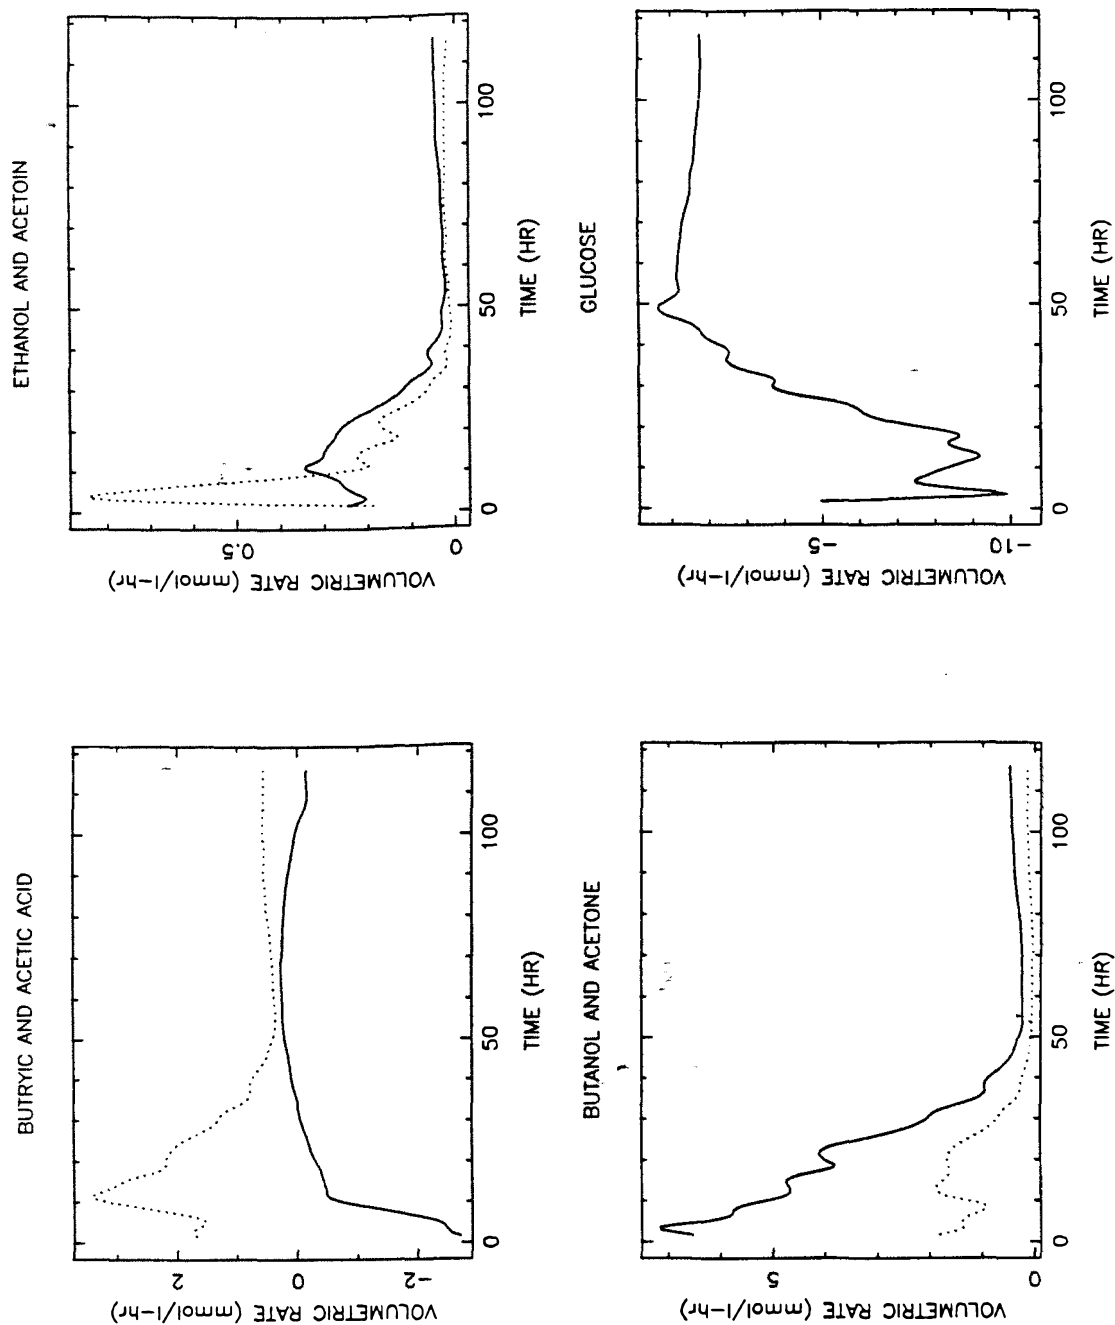 BUTRYIC AND ACETIC ACID
VOLUMETRIC RATE (mmol/l-hr)
2
0
-2
0
50
100
TIME (HR)
ETHANOL AND ACETOIN
VOLUMETRIC RATE (mmol/l-hr)
0.5
0
0
50
100
TIME (HR)
BUTANOL AND ACETONE
VOLUMETRIC RATE (mmol/l-hr)
5
0
0
50
100
TIME (HR)
GLUCOSE
VOLUMETRIC RATE (mmol/l-hr)
-5
-10
0
50
100
TIME (HR)